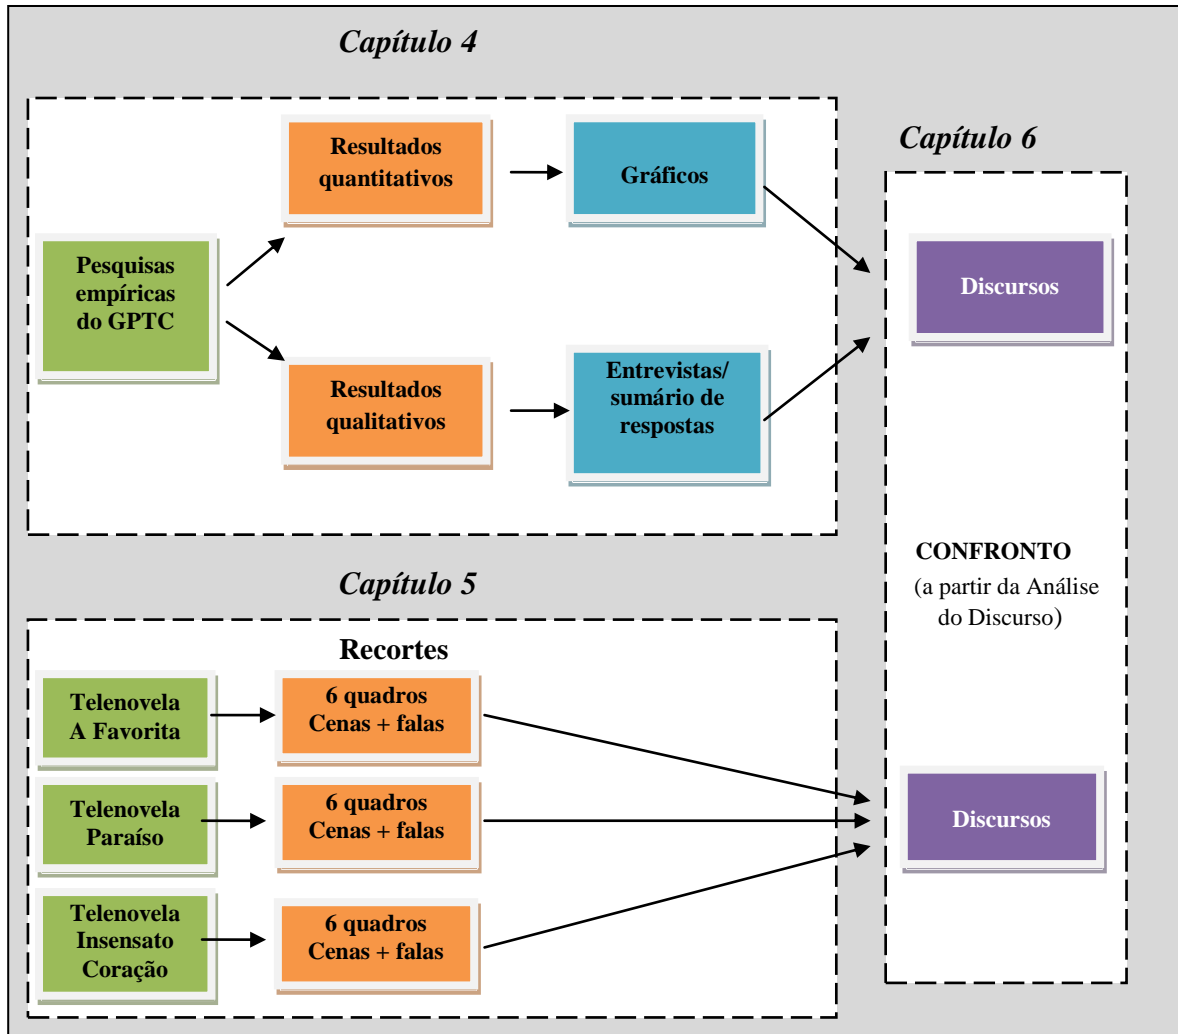 Capítulo 4
Resultados
quantitativos
Gráficos
Pesquisas
empíricas
do GPTC
Resultados
qualitativos
Entrevistas/
sumário de
respostas
Capítulo 6
Discursos
CONFRONTO
(a partir da Análise
do Discurso)
Discursos
Capítulo 5
Recortes
Telenovela
A Favorita
6 quadros
Cenas + falas
Telenovela
Paraíso
6 quadros
Cenas + falas
Telenovela
Insensato
Coração
6 quadros
Cenas + falas